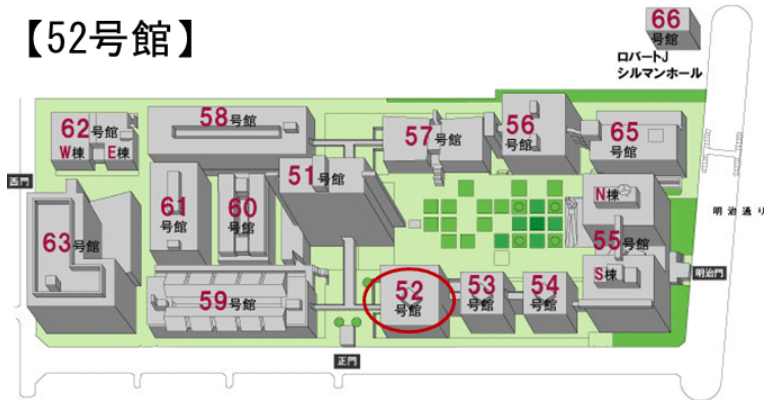 【52号館】
66
号館
ロバートJ
シルマンホール
62号館
W棟 E棟
58号館
57
号館
56
号館
65
号館
西門
51号館
61
号館
60
号館
N棟
明治通り
63号館
55号館
S棟
明治門
59号館
52
号館
53
号館
54
号館
正門